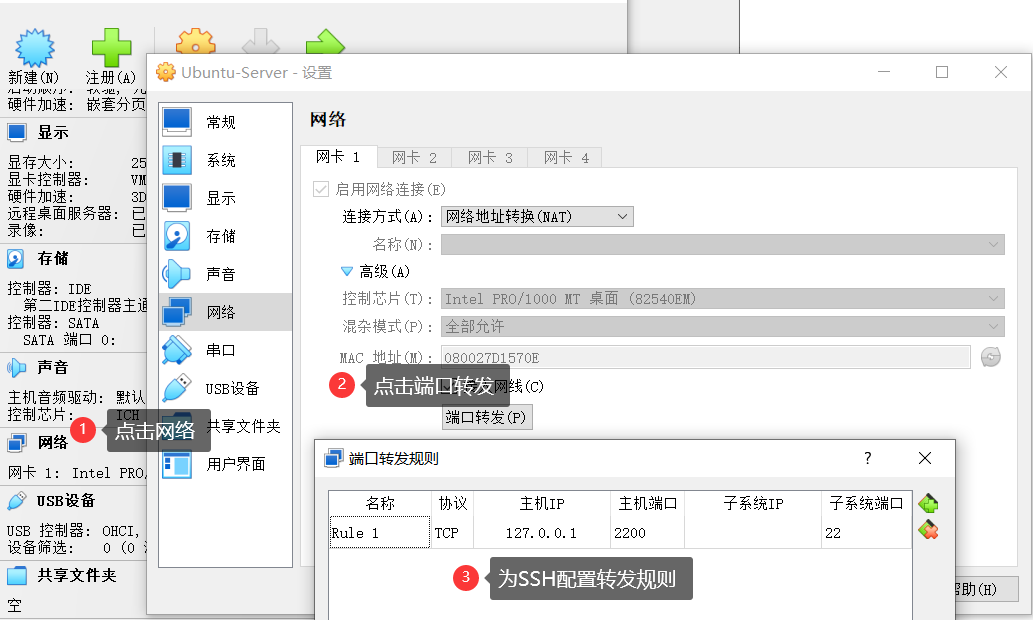 新建(N)
注册(A)
启动顺序: 软驱, 光
硬件加速: 嵌套分页
显示
显存大小: 25
显卡控制器: VM
硬件加速: 3D
远程桌面服务器: 已
录像: 已
存储
控制器: IDE
第二IDE控制器主通
控制器: SATA
SATA 端口 0:
声音
主机音频驱动: 默认
控制芯片: ICH
1 点击网络
网络
网卡 1: Intel PRO/
USB设备
USB 控制器: OHCI,
设备筛选: 0 (0
共享文件夹
空
Ubuntu-Server - 设置
常规
系统
显示
存储
声音
网络
串口
USB设备
共享文件夹
用户界面
网络
网卡 1 网卡 2 网卡 3 网卡 4
启用网络连接(E)
连接方式(A): 网络地址转换(NAT)
名称(N):
高级(A)
控制芯片(T): Intel PRO/1000 MT 桌面 (82540EM)
混杂模式(P): 全部允许
MAC 地址(M): 080027D1570E
2 点击端口转发
网线(C)
端口转发(P)
端口转发规则 ?
名称 协议 主机IP 主机端口 子系统IP 子系统端口
Rule 1 TCP 127.0.0.1 2200 22
3 为SSH配置转发规则
帮助(H)